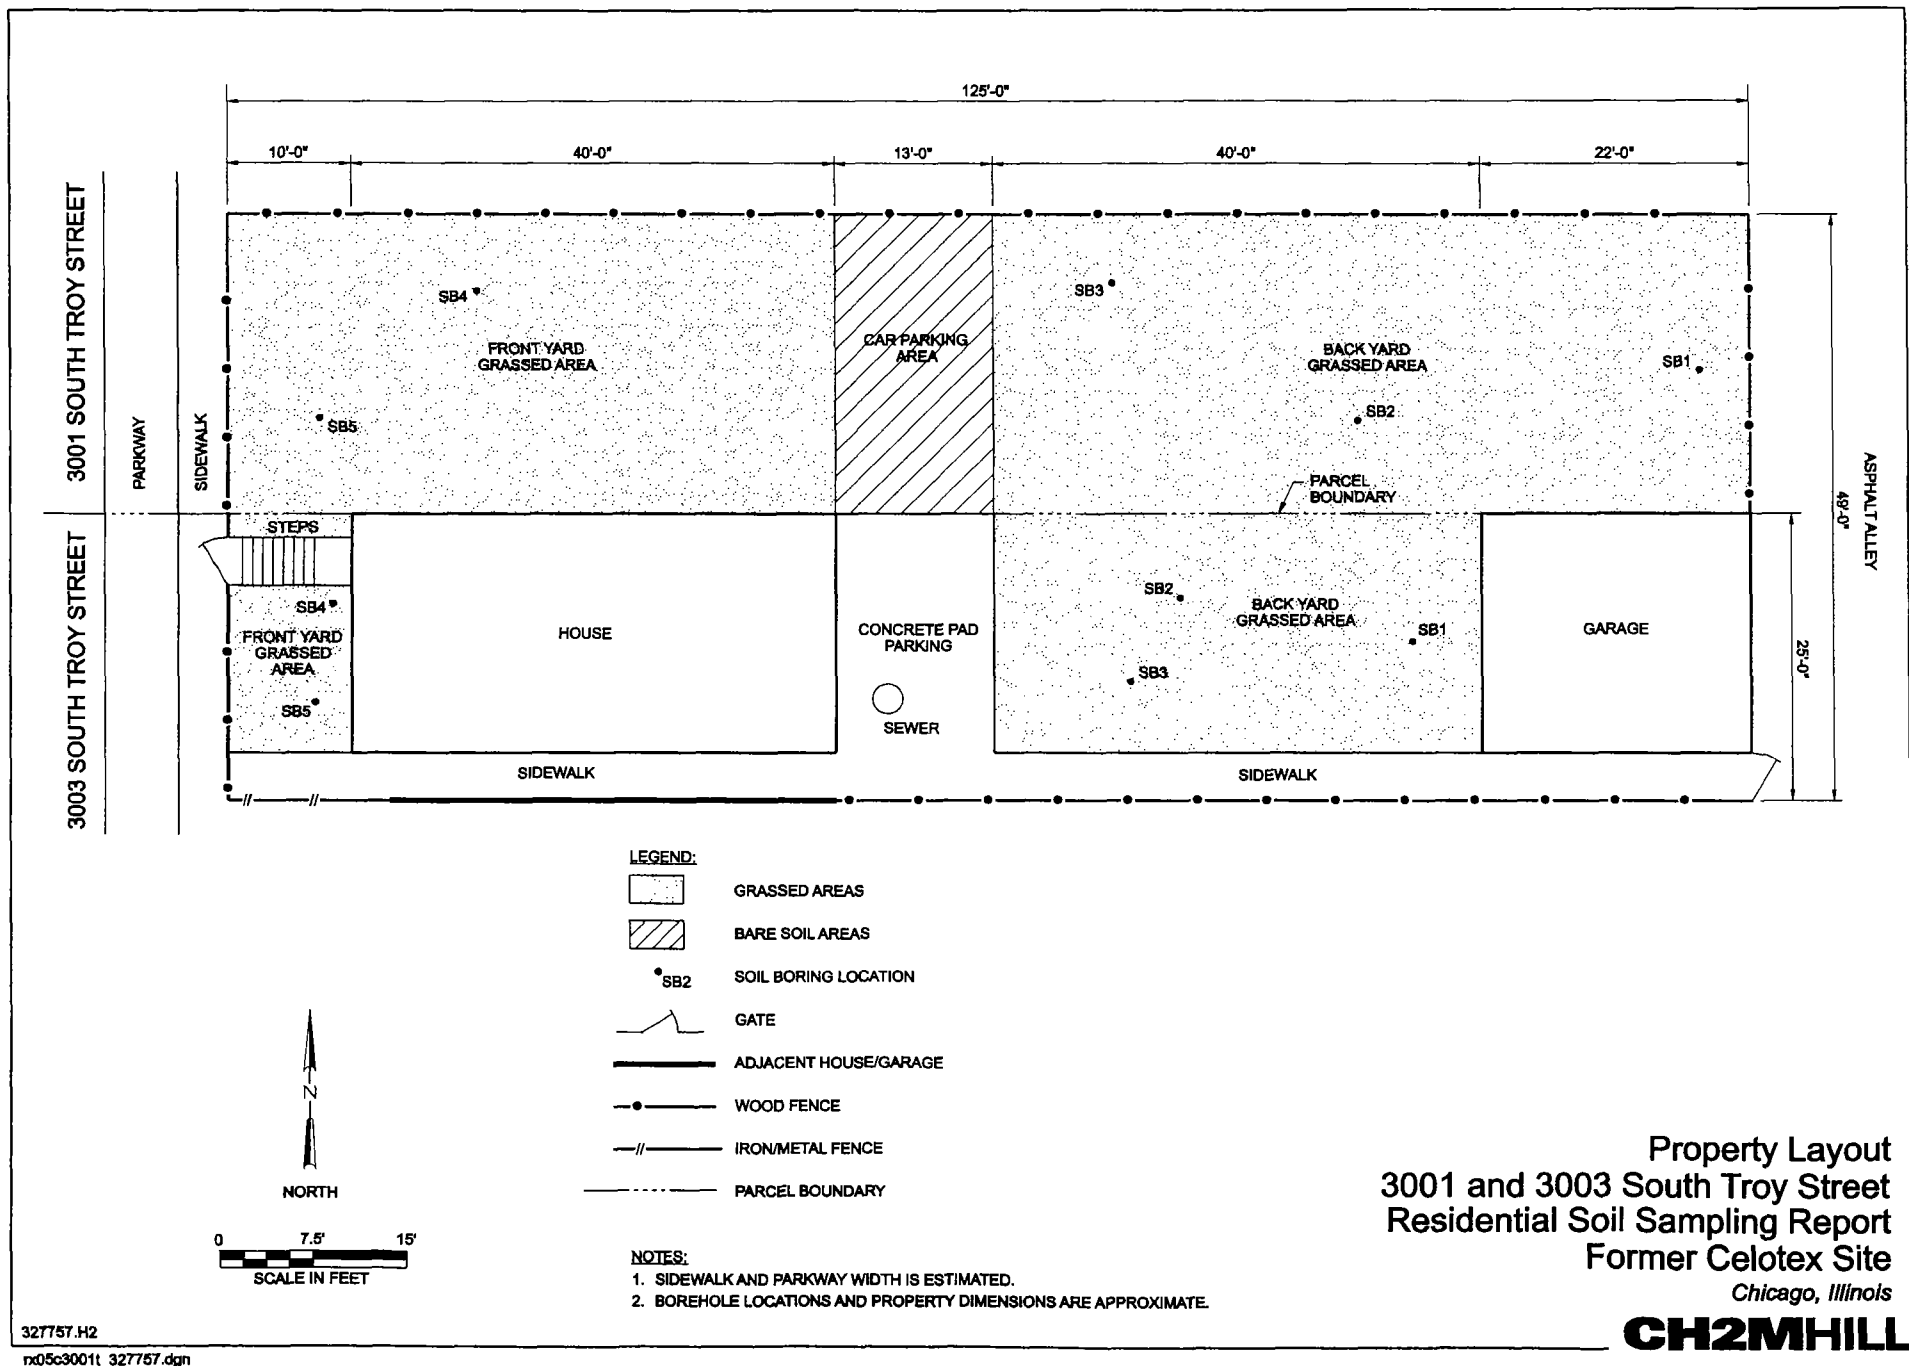 125'-0"
10'-0"
40'-0"
13'-0"
40'-0"
22'-0"
3001 SOUTH TROY STREET
3003 SOUTH TROY STREET
PARKWAY
SIDEWALK
SB4
FRONT YARD
GRASSED AREA
SB5
CAR PARKING
AREA
SB3
BACK YARD
GRASSED AREA
SB1
SB2
PARCEL
BOUNDARY
ASPHALT ALLEY
49'-0"
25'-0"
STEPS
SB4
FRONT YARD
GRASSED
AREA
SB5
HOUSE
CONCRETE PAD
PARKING
SEWER
SB2
BACK YARD
GRASSED AREA
SB1
SB3
GARAGE
SIDEWALK
SIDEWALK
LEGEND:
GRASSED AREAS
BARE SOIL AREAS
SB2
SOIL BORING LOCATION
GATE
ADJACENT HOUSE/GARAGE
WOOD FENCE
IRON/METAL FENCE
PARCEL BOUNDARY
N
NORTH
0 7.5' 15'
SCALE IN FEET
NOTES:
1. SIDEWALK AND PARKWAY WIDTH IS ESTIMATED.
2. BOREHOLE LOCATIONS AND PROPERTY DIMENSIONS ARE APPROXIMATE.
Property Layout
3001 and 3003 South Troy Street
Residential Soil Sampling Report
Former Celotex Site
Chicago, Illinois
CH2MHILL
327757.H2
rx05c3001t_327757.dgn